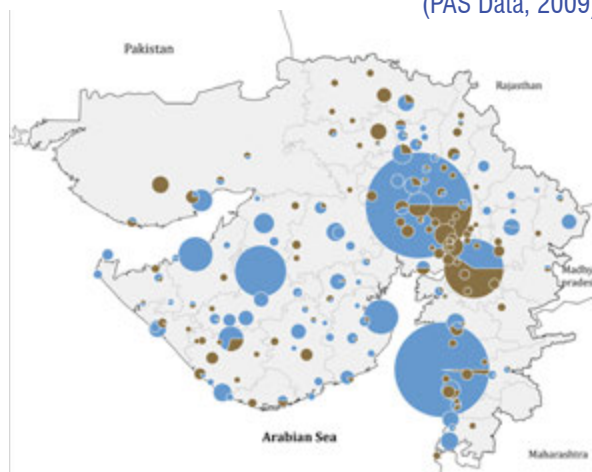 (PAS Data, 2009)
Pakistan
Rajasthan
Madhya
pradesh
Arabian Sea
Maharashtra